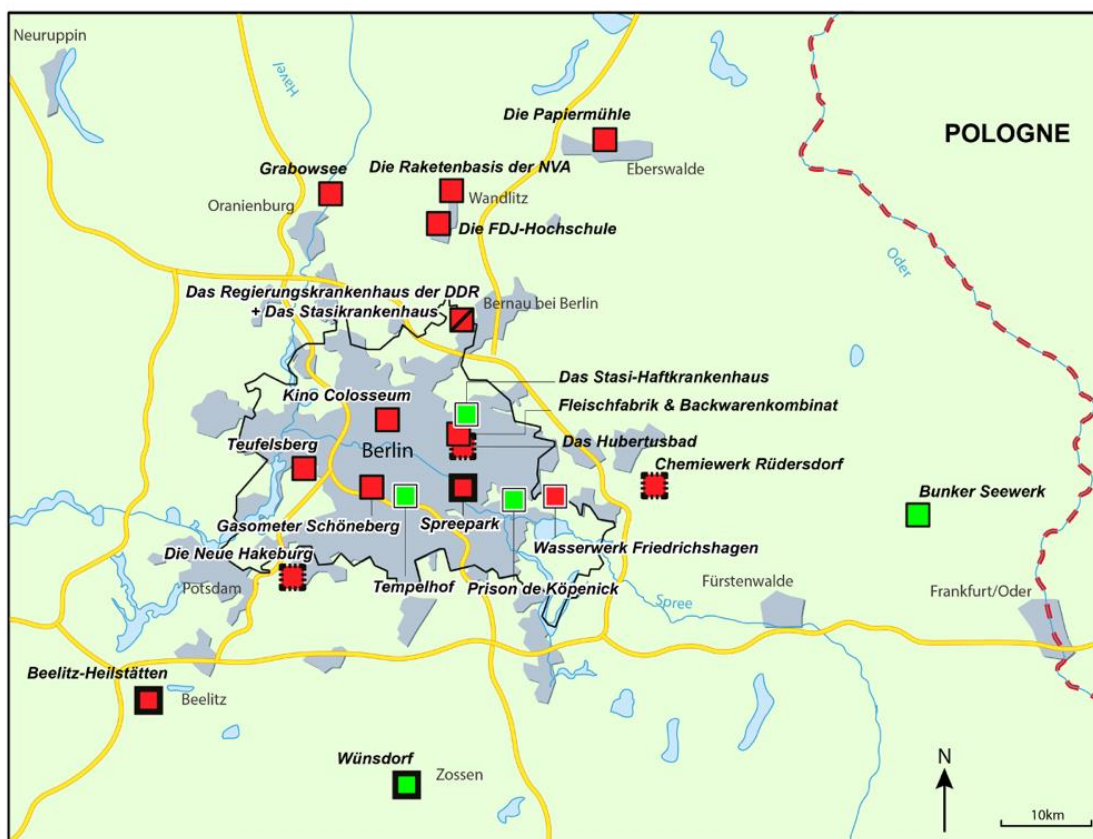 Neuruppin
Havel
Die Papiermühle
POLOGNE
Eberswalde
Grabowsee
Die Raketenbasis der NVA
Wandlitz
Oranienburg
Die FDJ-Hochschule
Oder
Das Regierungskrankenhaus der DDR
+ Das Stasikrankenhaus
Bernau bei Berlin
Das Stasi-Haftkrankenhaus
Kino Colosseum
Fleischfabrik & Backwarenkombinat
Berlin
Das Hubertusbad
Teufelsberg
Chemiewerk Rüdersdorf
Bunker Seewerk
Gasometer Schöneberg
Spreepark
Wasserwerk Friedrichshagen
Die Neue Hakeburg
Potsdam
Tempelhof
Prison de Köpenick
Fürstenwalde
Frankfurt/Oder
Spree
Beelitz-Heilstätten
Beelitz
Wünsdorf
Zossen
N
10km